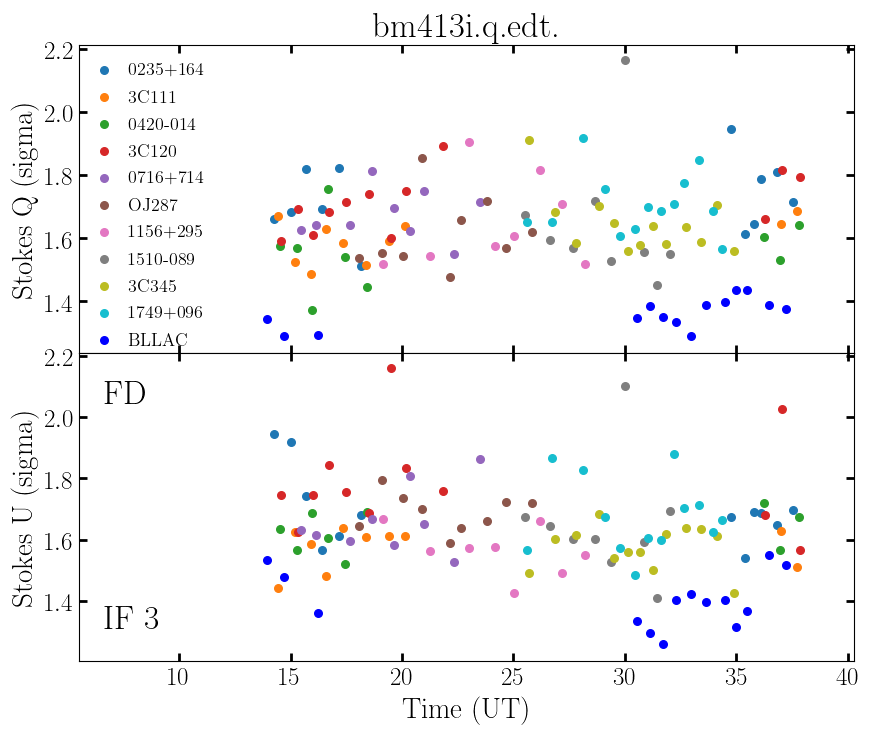 bm413i.q.edt.
2.2
2.0
1.8
1.6
1.4
Stokes Q (sigma)
0235+164
3C111
0420-014
3C120
0716+714
OJ287
1156+295
1510-089
3C345
1749+096
BLLAC
2.2
2.0
1.8
1.6
1.4
Stokes U (sigma)
FD
IF 3
10 15 20 25 30 35 40
Time (UT)